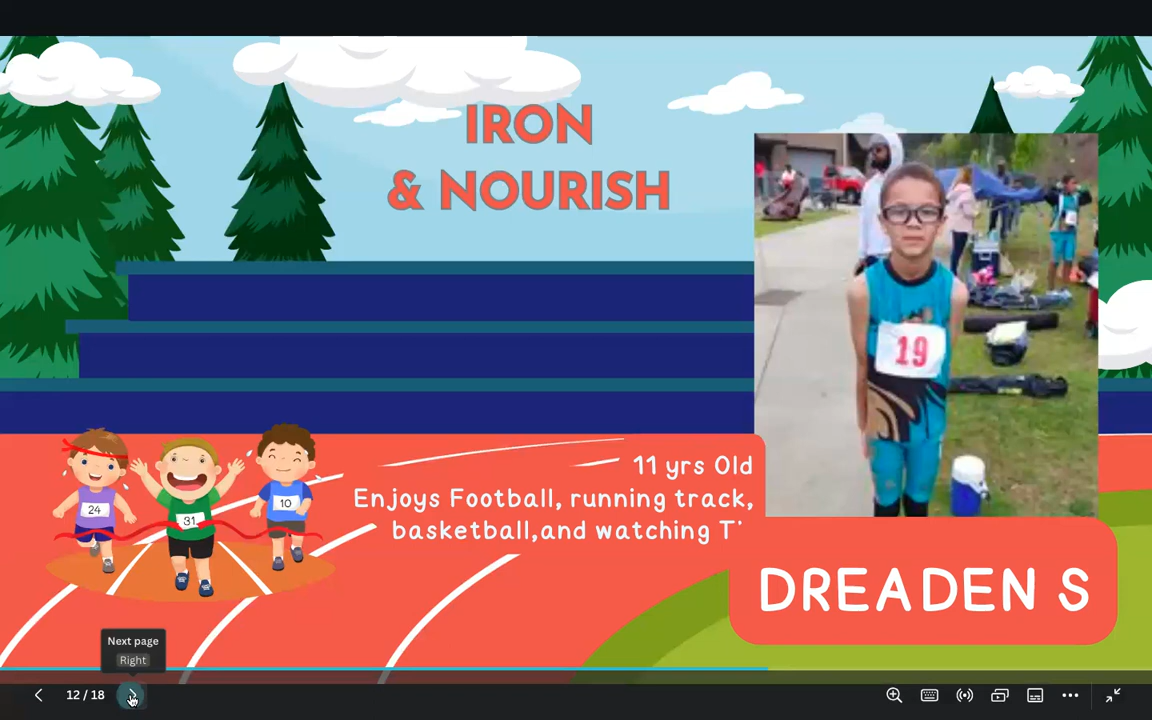 IRON
& NOURISH
19
11 yrs Old
Enjoys Football, running track,
basketball,and watching T
DREADEN S
24
31
10
Next page
Right
12 / 18